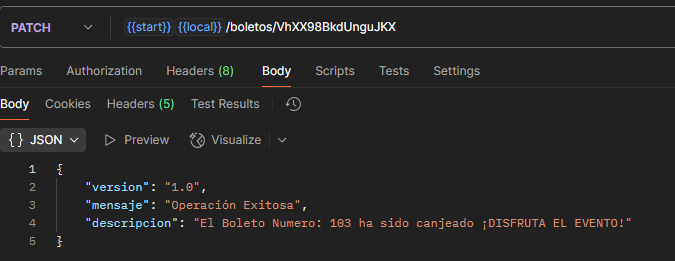 PATCH {{start}} {{local}} /boletos/VhXX98BkdUnguJKX
Params Authorization Headers (8) Body Scripts Tests Settings
Body Cookies Headers (5) Test Results
{} JSON Preview Visualize
1 {
2 "version": "1.0",
3 "mensaje": "Operación Exitosa",
4 "descripcion": "El Boleto Numero: 103 ha sido canjeado ¡DISFRUTA EL EVENTO!"
5 }